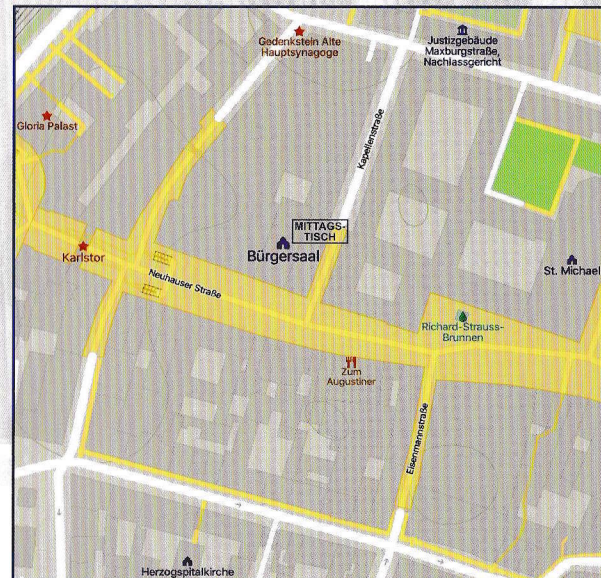 Gedenkstein Alte
Hauptsynagoge
Justizgebäude
Maxburgstraße,
Nachlassgericht
Gloria Palast
Kapellenstraße
MITTAGS-
TISCH
Bürgersaal
Karlstor
St. Michael
Neuhauser Straße
Richard-Strauss-
Brunnen
Zum
Augustiner
Eisenmannstraße
Herzogspitalkirche